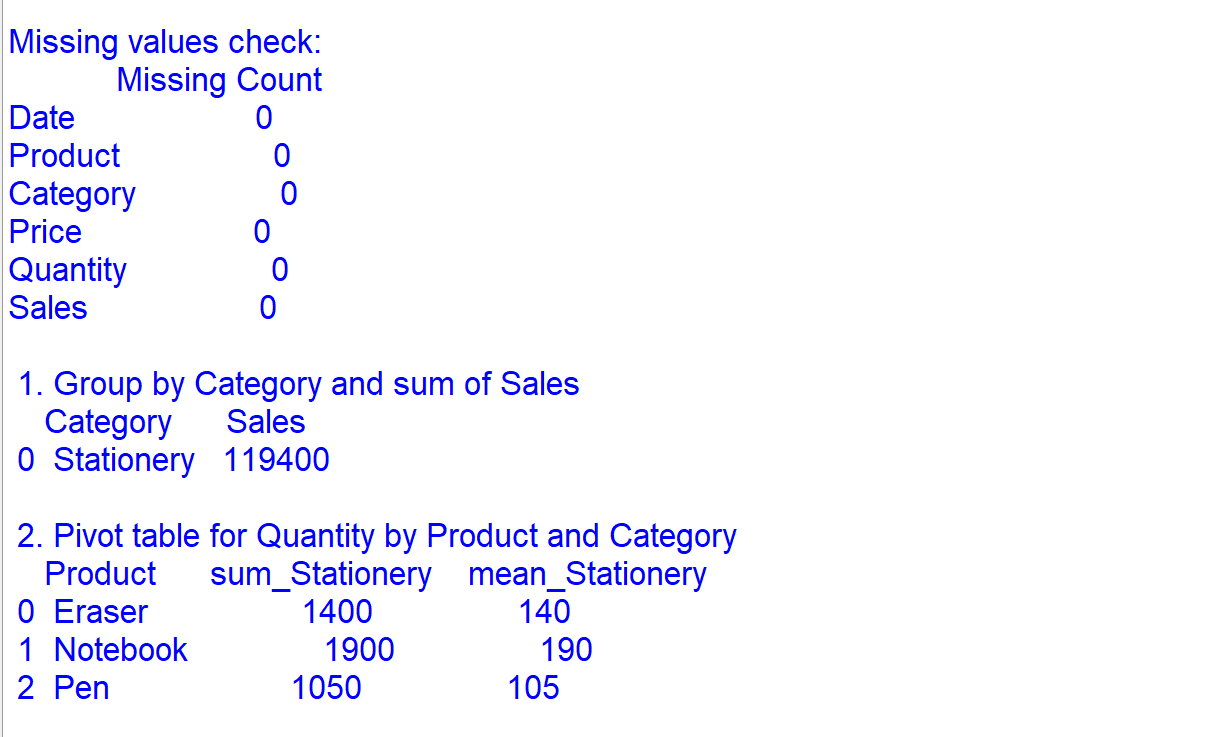 Missing values check:
Missing Count
Date 0
Product 0
Category 0
Price 0
Quantity 0
Sales 0
1. Group by Category and sum of Sales
Category Sales
0 Stationery 119400
2. Pivot table for Quantity by Product and Category
Product sum_Stationery mean_Stationery
0 Eraser 1400 140
1 Notebook 1900 190
2 Pen 1050 105